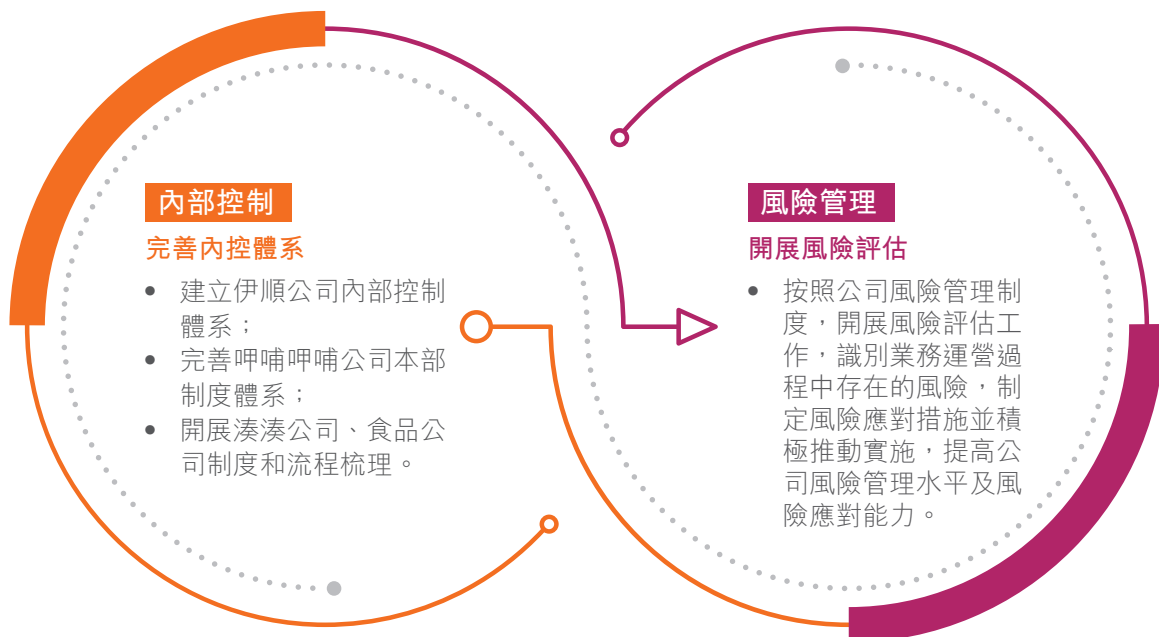 內部控制
完善內控體系
• 建立伊順公司內部控制
體系；
• 完善呷哺呷哺公司本部
制度體系；
• 開展湊湊公司、食品公
司制度和流程梳理。
風險管理
開展風險評估
• 按照公司風險管理制
度，開展風險評估工
作，識別業務運營過
程中存在的風險，制
定風險應對措施並積
極推動實施，提高公
司風險管理水平及風
險應對能力。